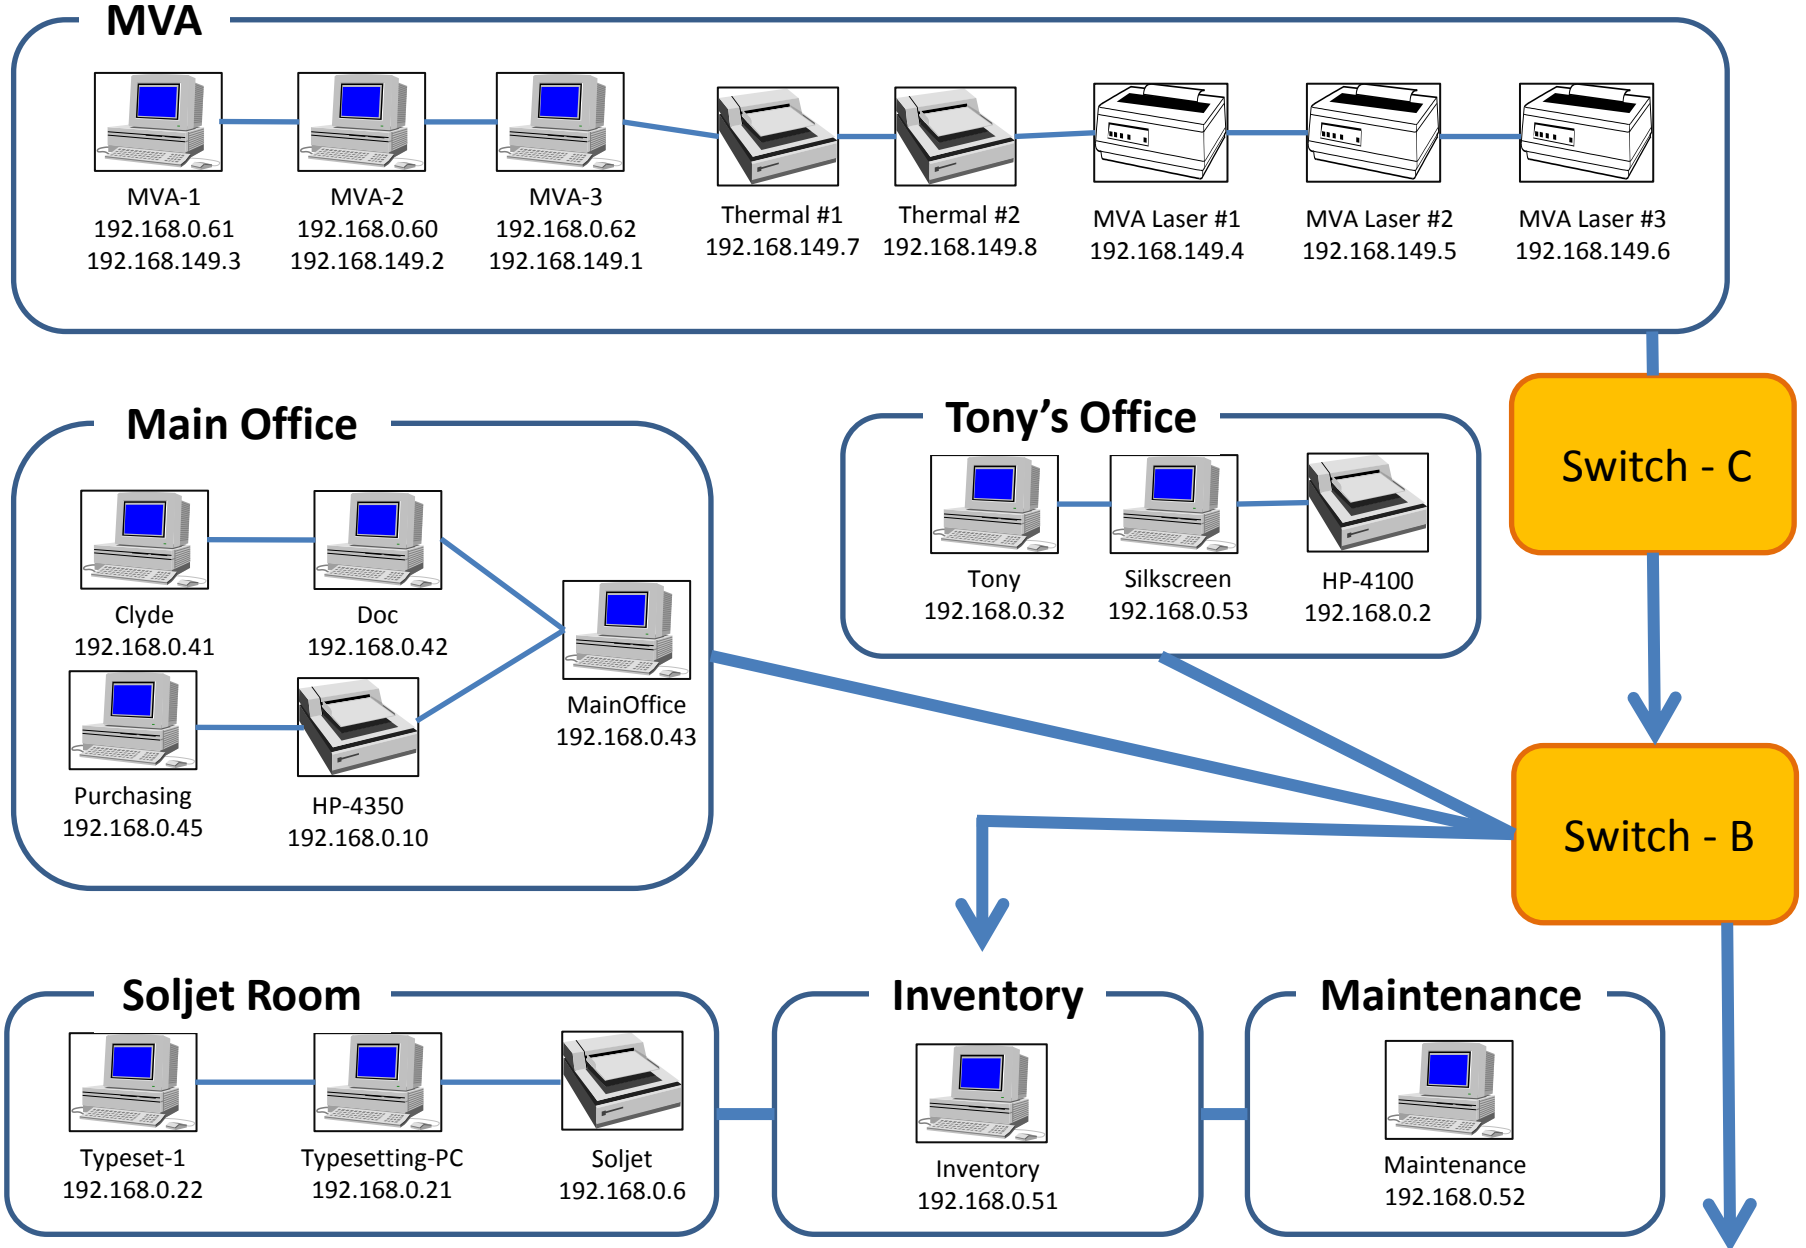 MVA
MVA-1
192.168.0.61
192.168.149.3
MVA-2
192.168.0.60
192.168.149.2
MVA-3
192.168.0.62
192.168.149.1
Thermal #1
192.168.149.7
Thermal #2
192.168.149.8
MVA Laser #1
192.168.149.4
MVA Laser #2
192.168.149.5
MVA Laser #3
192.168.149.6
Main Office
Clyde
192.168.0.41
Doc
192.168.0.42
Purchasing
192.168.0.45
HP-4350
192.168.0.10
MainOffice
192.168.0.43
Tony’s Office
Tony
192.168.0.32
Silkscreen
192.168.0.53
HP-4100
192.168.0.2
Switch - C
Switch - B
Soljet Room
Typeset-1
192.168.0.22
Typesetting-PC
192.168.0.21
Soljet
192.168.0.6
Inventory
Inventory
192.168.0.51
Maintenance
Maintenance
192.168.0.52